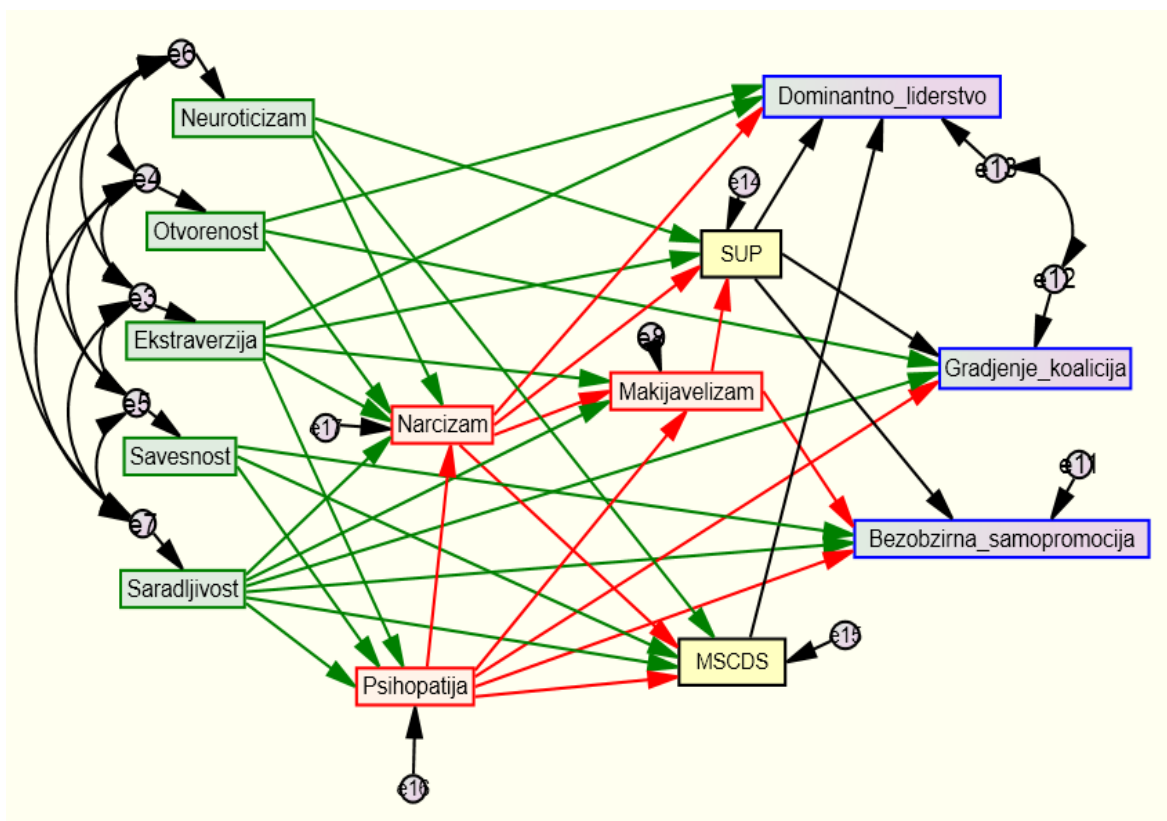 e6
Dominantno_liderstvo
Neuroticizam
e13
e4
e14
Otvorenost
SUP
e12
e3
Ekstraverzija
e9
Gradjenje_koalicija
Makijavelizam
e5
Narcizam
e17
Savesnost
e11
e7
Bezobzirna_samopromocija
Saradljivost
e15
MSCDS
Psihopatija
e16